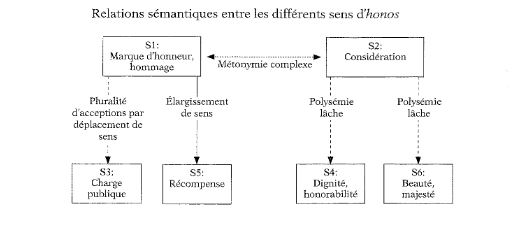 Relations sémantiques entre les différents sens d'honos
S1:
Marque d'honneur,
hommage
Métonymie complexe
S2:
Considération
Pluralité
d'acceptions par
déplacement de
sens
Élargissement
de sens
Polysémie
lâche
Polysémie
lâche
S3:
Charge
publique
S5:
Récompense
S4:
Dignité,
honorabilité
S6:
Beauté,
majesté